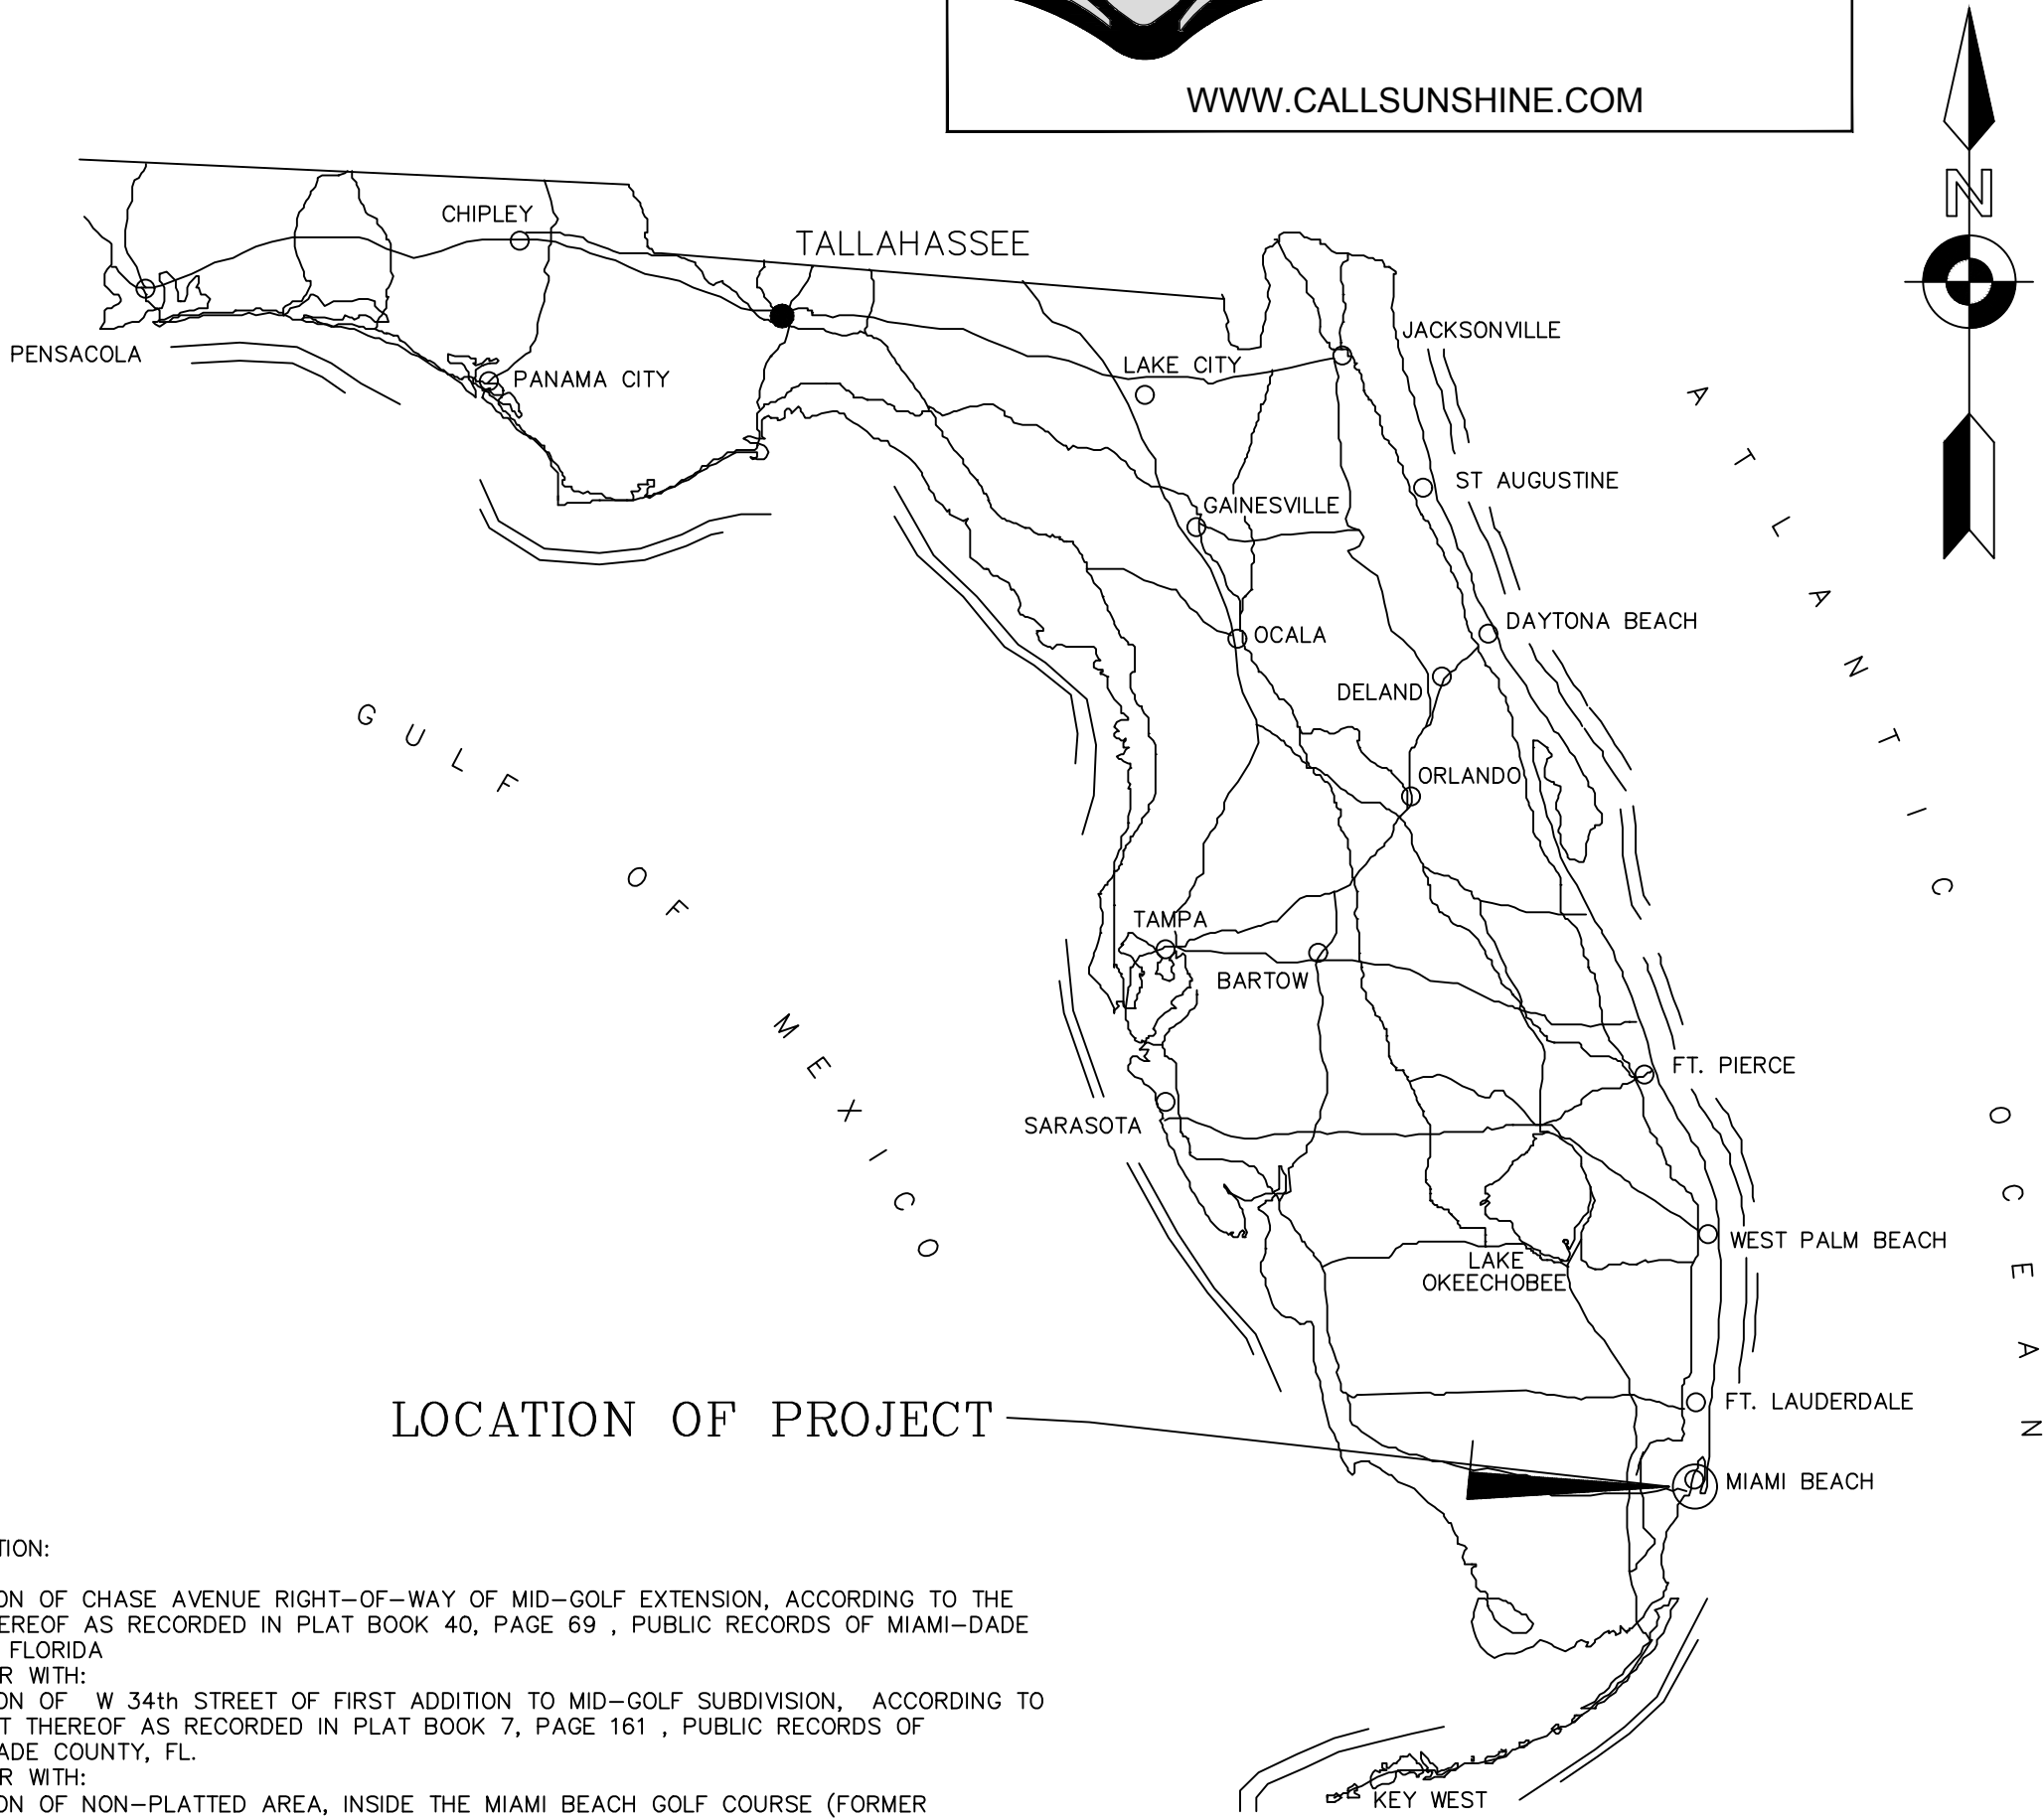 WWW.CALLSUNSHINE.COM
N
CHIPLEY
TALLAHASSEE
JACKSONVILLE
PENSACOLA
PANAMA CITY
LAKE CITY
ST AUGUSTINE
GAINESVILLE
DAYTONA BEACH
OCALA
DELAND
ORLANDO
ATLANTIC OCEAN
GULF OF MEXICO
TAMPA
BARTOW
FT. PIERCE
SARASOTA
WEST PALM BEACH
LAKE
OKEECHOBEE
FT. LAUDERDALE
LOCATION OF PROJECT
MIAMI BEACH
TION:
ON OF CHASE AVENUE RIGHT-OF-WAY OF MID-GOLF EXTENSION, ACCORDING TO THE
EREOF AS RECORDED IN PLAT BOOK 40, PAGE 69 , PUBLIC RECORDS OF MIAMI-DADE
FLORIDA
R WITH:
ON OF W 34th STREET OF FIRST ADDITION TO MID-GOLF SUBDIVISION, ACCORDING TO
T THEREOF AS RECORDED IN PLAT BOOK 7, PAGE 161 , PUBLIC RECORDS OF
ADE COUNTY, FL.
R WITH:
ON OF NON-PLATTED AREA, INSIDE THE MIAMI BEACH GOLF COURSE (FORMER
KEY WEST